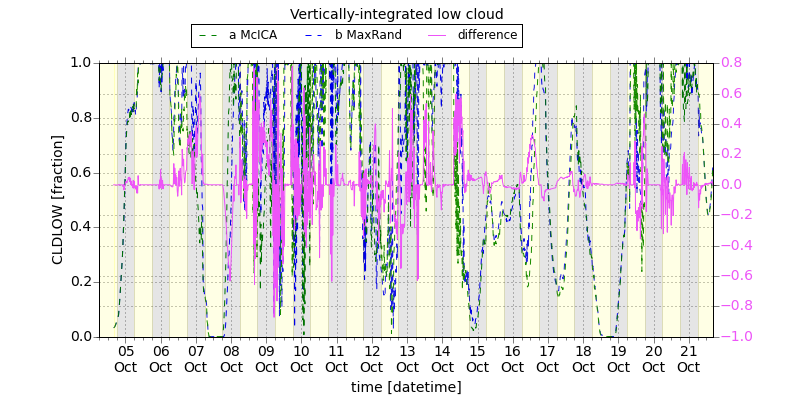 Vertically-integrated low cloud
a McICA b MaxRand difference
1.0 0.8
0.6
0.8 0.4
0.2
0.6 0.0
−0.2
0.4 −0.4
0.2 −0.6
−0.8
0.0 −1.0
CLDLOW [fraction]
05 06 07 08 09 10 11 12 13 14 15 16 17 18 19 20 21
Oct Oct Oct Oct Oct Oct Oct Oct Oct Oct Oct Oct Oct Oct Oct Oct Oct
time [datetime]